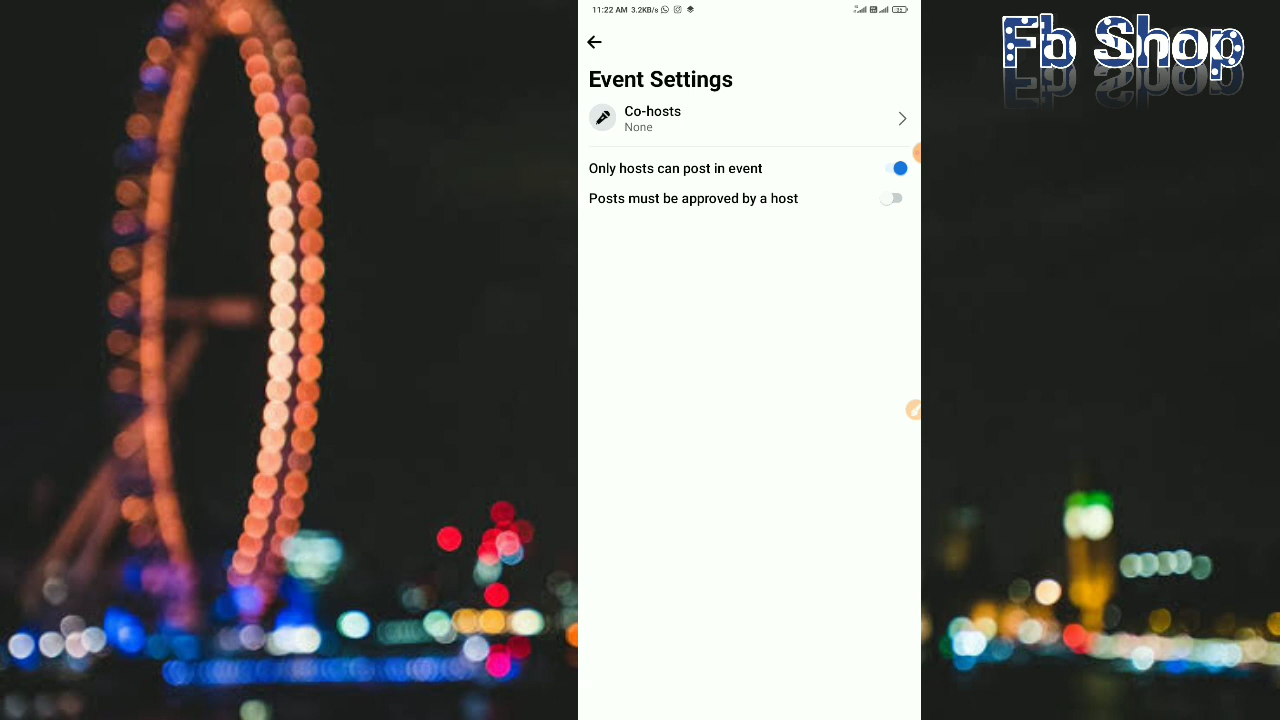 11:22 AM 3.2KB/s
Fb Shop
Event Settings
Co-hosts
None
Only hosts can post in event
Posts must be approved by a host